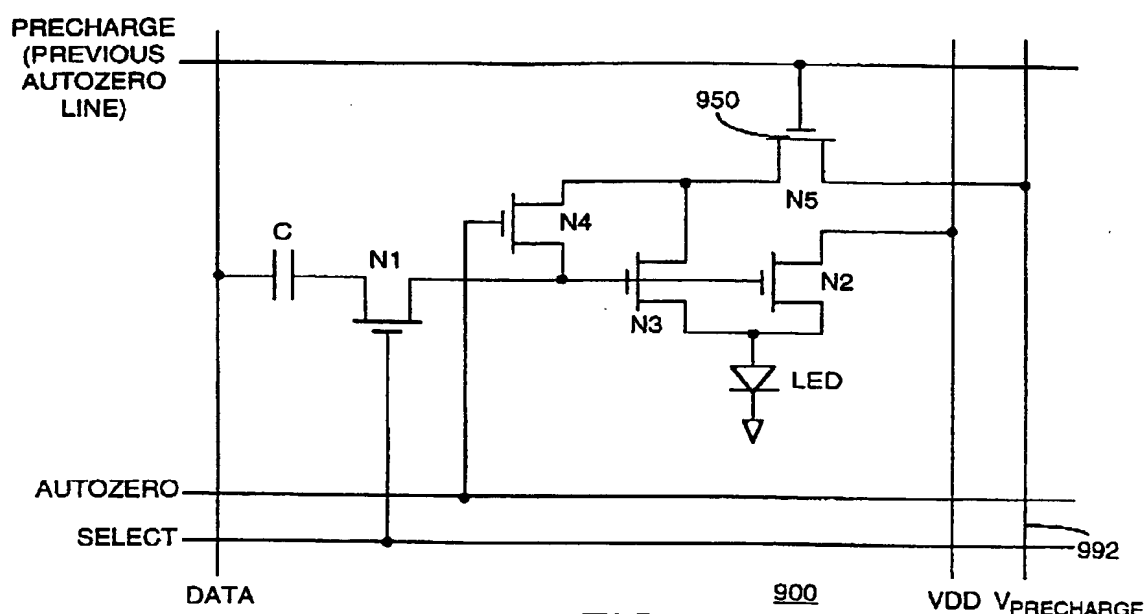 PRECHARGE
(PREVIOUS
AUTOZERO
LINE)
950
N5
N4
C
N1
N2
N3
LED
AUTOZERO
SELECT
992
DATA
900
VDD
VPRECHARGE